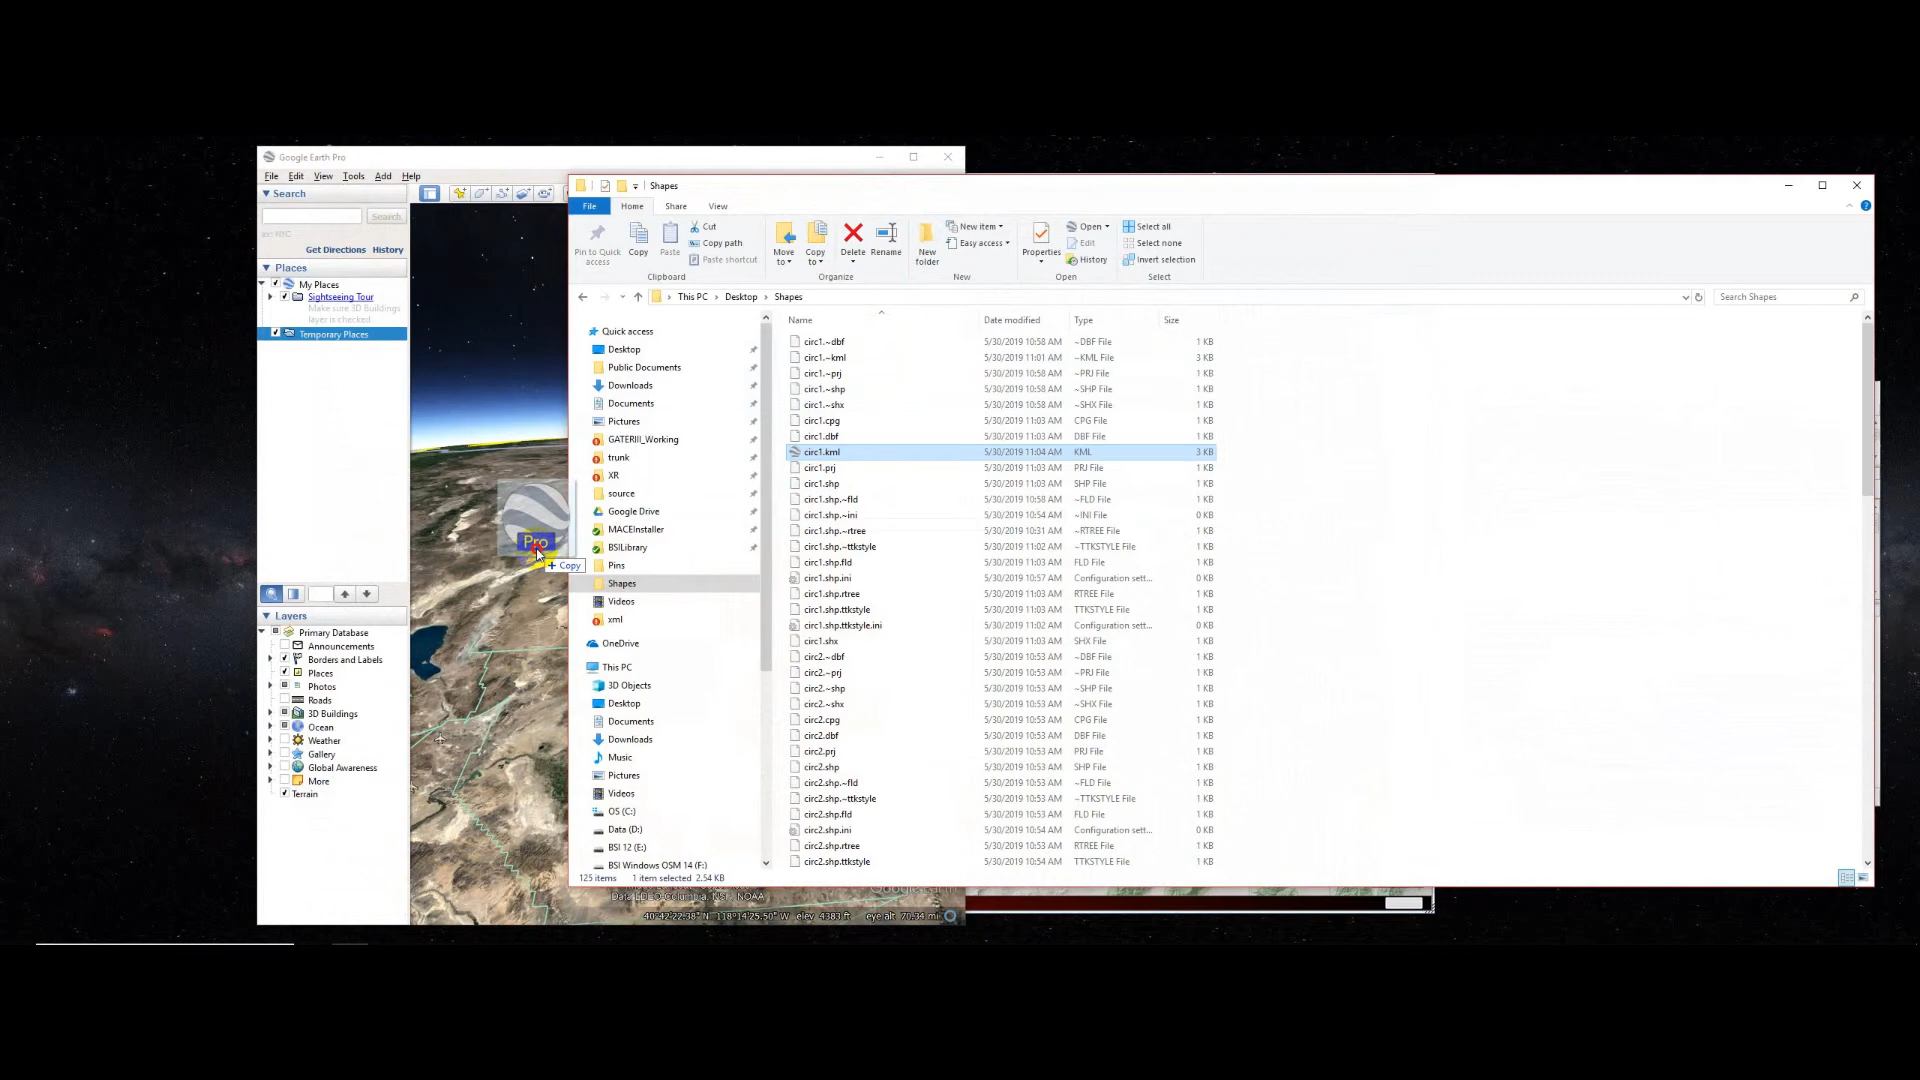 Google Earth Pro
File Edit View Tools Add Help
Search
Search
Get Directions History
Places
My Places
Sightseeing Tour
Make sure 3D Buildings
layer is checked
Temporary Places
Layers
Primary Database
Announcements
Borders and Labels
Places
Photos
Roads
3D Buildings
Ocean
Weather
Gallery
Global Awareness
More
Terrain
Pro
Copy
40°42'22.38" N 118°14'25.50" W elev 4383 ft eye alt 70.34 mi
Shapes
File Home Share View
Pin to Quick
access
Copy
Paste
Cut
Copy path
Paste shortcut
Clipboard
Move
to
Copy
to
Delete
Rename
Organize
New
folder
New item
Easy access
New
Properties
Open
Edit
History
Open
Select all
Select none
Invert selection
Select
This PC Desktop Shapes
Search Shapes
Quick access
Desktop
Public Documents
Downloads
Documents
Pictures
GATERIII_Working
trunk
XR
source
Google Drive
MACEInstaller
BSILibrary
Pins
Shapes
Videos
xml
OneDrive
This PC
3D Objects
Desktop
Documents
Downloads
Music
Pictures
Videos
OS (C:)
Data (D:)
BSI 12 (E:)
BSI Windows OSM 14 (F:)
Name Date modified Type Size
circ1.~dbf 5/30/2019 10:58 AM ~DBF File 1 KB
circ1.~kml 5/30/2019 11:01 AM ~KML File 3 KB
circ1.~prj 5/30/2019 10:58 AM ~PRJ File 1 KB
circ1.~shp 5/30/2019 10:58 AM ~SHP File 1 KB
circ1.~shx 5/30/2019 10:58 AM ~SHX File 1 KB
circ1.cpg 5/30/2019 11:03 AM CPG File 1 KB
circ1.dbf 5/30/2019 11:03 AM DBF File 1 KB
circ1.kml 5/30/2019 11:04 AM KML 3 KB
circ1.prj 5/30/2019 11:03 AM PRJ File 1 KB
circ1.shp 5/30/2019 11:03 AM SHP File 1 KB
circ1.shp.~fld 5/30/2019 10:58 AM ~FLD File 1 KB
circ1.shp.~ini 5/30/2019 10:54 AM ~INI File 0 KB
circ1.shp.~rtree 5/30/2019 10:31 AM ~RTREE File 1 KB
circ1.shp.~ttkstyle 5/30/2019 11:02 AM ~TTKSTYLE File 1 KB
circ1.shp.fld 5/30/2019 11:03 AM FLD File 1 KB
circ1.shp.ini 5/30/2019 10:57 AM Configuration sett... 0 KB
circ1.shp.rtree 5/30/2019 11:03 AM RTREE File 1 KB
circ1.shp.ttkstyle 5/30/2019 11:03 AM TTKSTYLE File 1 KB
circ1.shp.ttkstyle.ini 5/30/2019 11:02 AM Configuration sett... 0 KB
circ1.shx 5/30/2019 11:03 AM SHX File 1 KB
circ2.~dbf 5/30/2019 10:53 AM ~DBF File 1 KB
circ2.~prj 5/30/2019 10:53 AM ~PRJ File 1 KB
circ2.~shp 5/30/2019 10:53 AM ~SHP File 1 KB
circ2.~shx 5/30/2019 10:53 AM ~SHX File 1 KB
circ2.cpg 5/30/2019 10:53 AM CPG File 1 KB
circ2.dbf 5/30/2019 10:53 AM DBF File 1 KB
circ2.prj 5/30/2019 10:53 AM PRJ File 1 KB
circ2.shp 5/30/2019 10:53 AM SHP File 1 KB
circ2.shp.~fld 5/30/2019 10:53 AM ~FLD File 1 KB
circ2.shp.~ttkstyle 5/30/2019 10:53 AM ~TTKSTYLE File 1 KB
circ2.shp.fld 5/30/2019 10:53 AM FLD File 1 KB
circ2.shp.ini 5/30/2019 10:54 AM Configuration sett... 0 KB
circ2.shp.rtree 5/30/2019 10:53 AM RTREE File 1 KB
circ2.shp.ttkstyle 5/30/2019 10:54 AM TTKSTYLE File 1 KB
125 items 1 item selected 2.54 KB